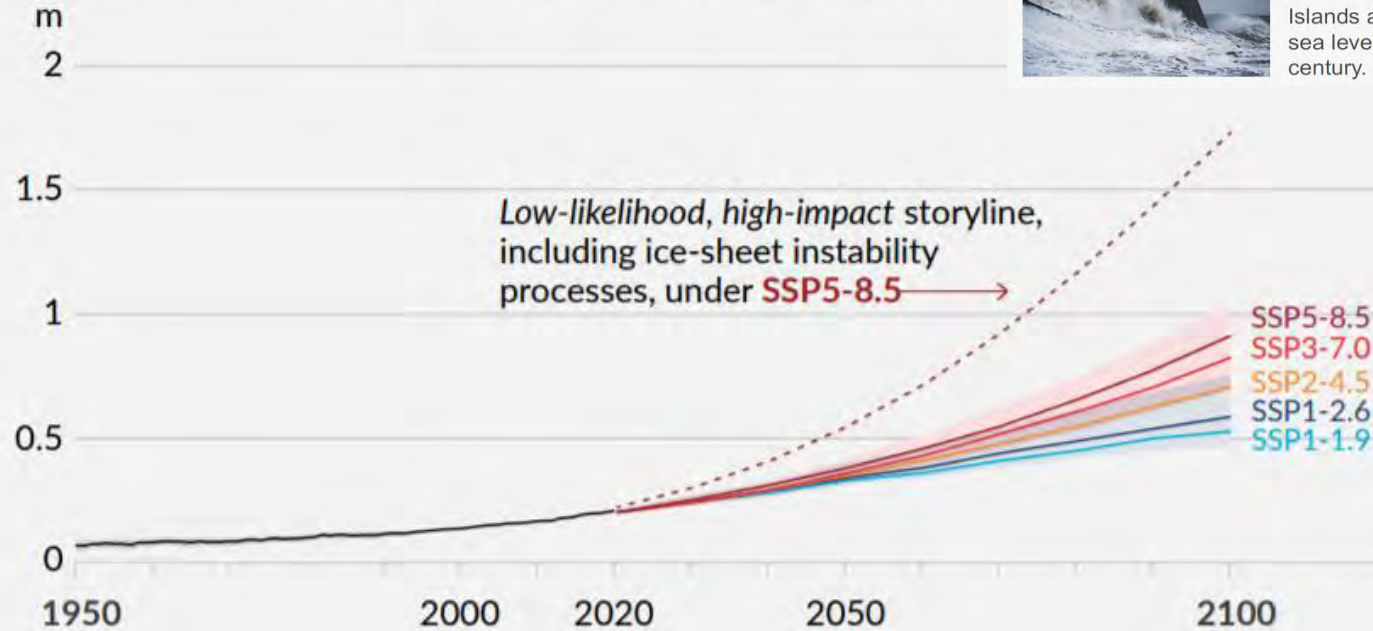 m
2
1.5
1
0.5
0
1950
2000
2020
2050
2100
Low-likelihood, high-impact storyline,
including ice-sheet instability
processes, under SSP5-8.5
SSP5-8.5
SSP3-7.0
SSP2-4.5
SSP1-2.6
SSP1-1.9
Islands
sea leve
century.